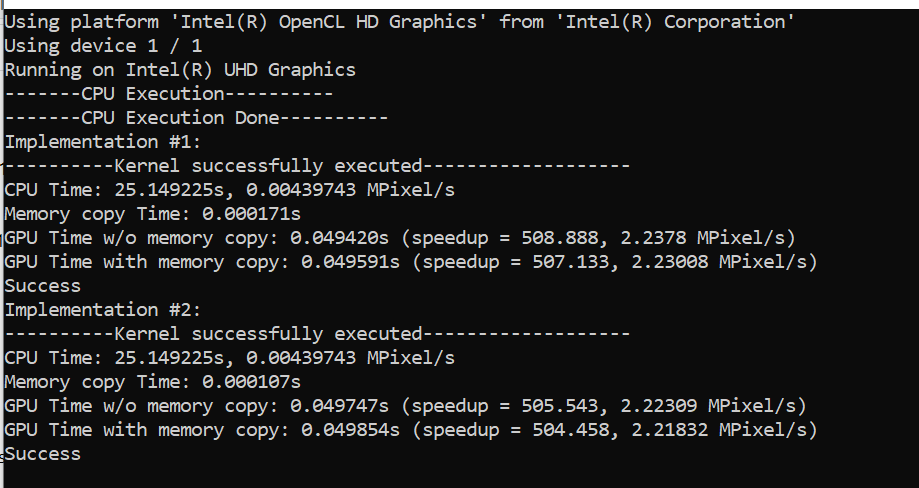 Using platform 'Intel(R) OpenCL HD Graphics' from 'Intel(R) Corporation'
Using device 1 / 1
Running on Intel(R) UHD Graphics
-------CPU Execution----------
-------CPU Execution Done----------
Implementation #1:
----------Kernel successfully executed-------------------
CPU Time: 25.149225s, 0.00439743 MPixel/s
Memory copy Time: 0.000171s
GPU Time w/o memory copy: 0.049420s (speedup = 508.888, 2.2378 MPixel/s)
GPU Time with memory copy: 0.049591s (speedup = 507.133, 2.23008 MPixel/s)
Success
Implementation #2:
----------Kernel successfully executed-------------------
CPU Time: 25.149225s, 0.00439743 MPixel/s
Memory copy Time: 0.000107s
GPU Time w/o memory copy: 0.049747s (speedup = 505.543, 2.22309 MPixel/s)
GPU Time with memory copy: 0.049854s (speedup = 504.458, 2.21832 MPixel/s)
Success